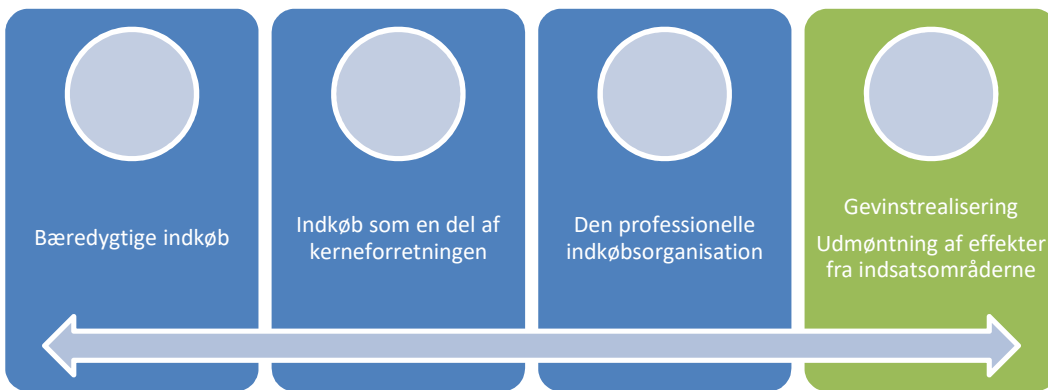 Bæredygtige indkøb
Indkøb som en del af
kerneforretningen
Den professionelle
indkøbsorganisation
Gevinstrealisering
Udmøntning af effekter
fra indsatsområderne